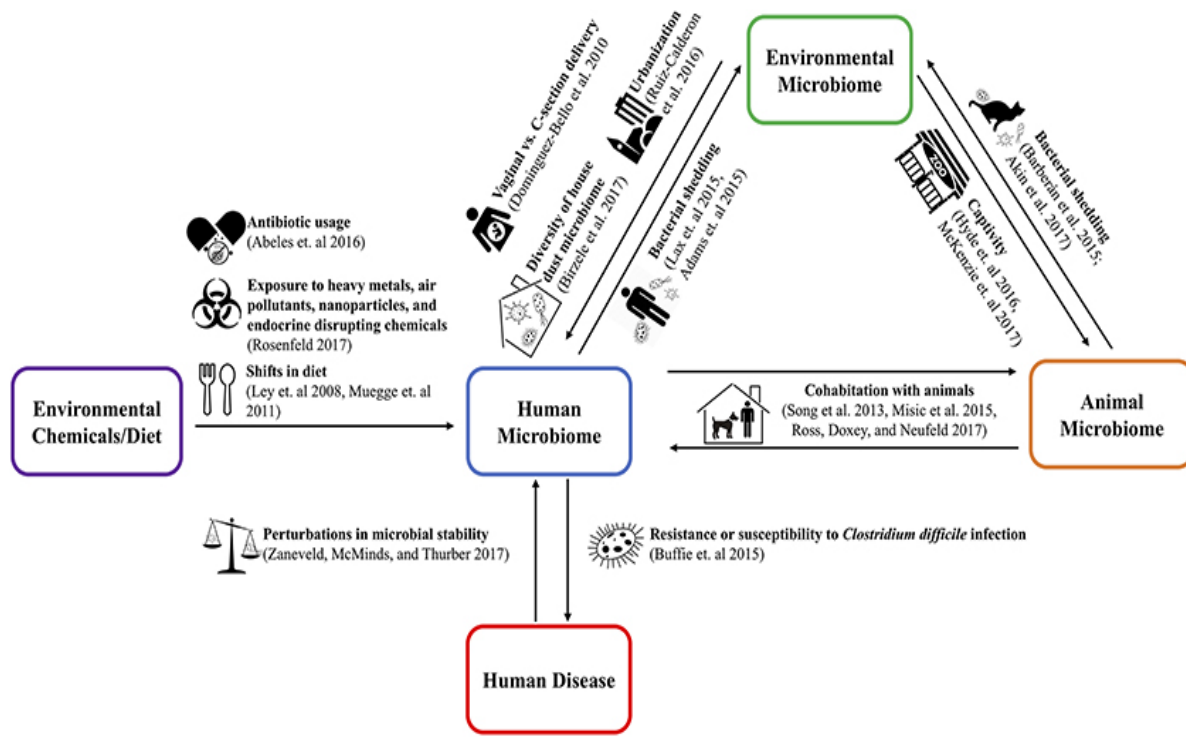 Environmental
Microbiome
Vaginal vs. C-section delivery
(Dominguez-Bello et al. 2010
Urbanization
(Ruiz-Calderon
et al. 2016)
Diversity of house
dust microbiome
(Birzele et al. 2017)
Bacterial shedding
(Lax et. al 2015,
Adams et. al 2015)
ZOO
Captivity
(Hyde et. al 2016,
McKenzie et. al 2017)
Bacterial shedding
(Barberán et al. 2015;
Akin et al. 2017)
Antibiotic usage
(Abeles et. al 2016)
Exposure to heavy metals, air
pollutants, nanoparticles, and
endocrine disrupting chemicals
(Rosenfeld 2017)
Shifts in diet
(Ley et. al 2008, Muegge et. al
2011)
Environmental
Chemicals/Diet
Human
Microbiome
Cohabitation with animals
(Song et al. 2013, Misic et al. 2015,
Ross, Doxey, and Neufeld 2017)
Animal
Microbiome
Perturbations in microbial stability
(Zaneveld, McMinds, and Thurber 2017)
Resistance or susceptibility to Clostridium difficile infection
(Buffie et. al 2015)
Human Disease